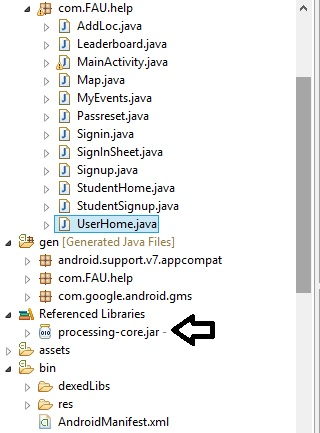 com.FAU.help
AddLoc.java
Leaderboard.java
MainActivity.java
Map.java
MyEvents.java
Passreset.java
Signin.java
SignInSheet.java
Signup.java
StudentHome.java
StudentSignup.java
UserHome.java
gen [Generated Java Files]
android.support.v7.appcompat
com.FAU.help
com.google.android.gms
Referenced Libraries
processing-core.jar -
assets
bin
dexedLibs
res
AndroidManifest.xml